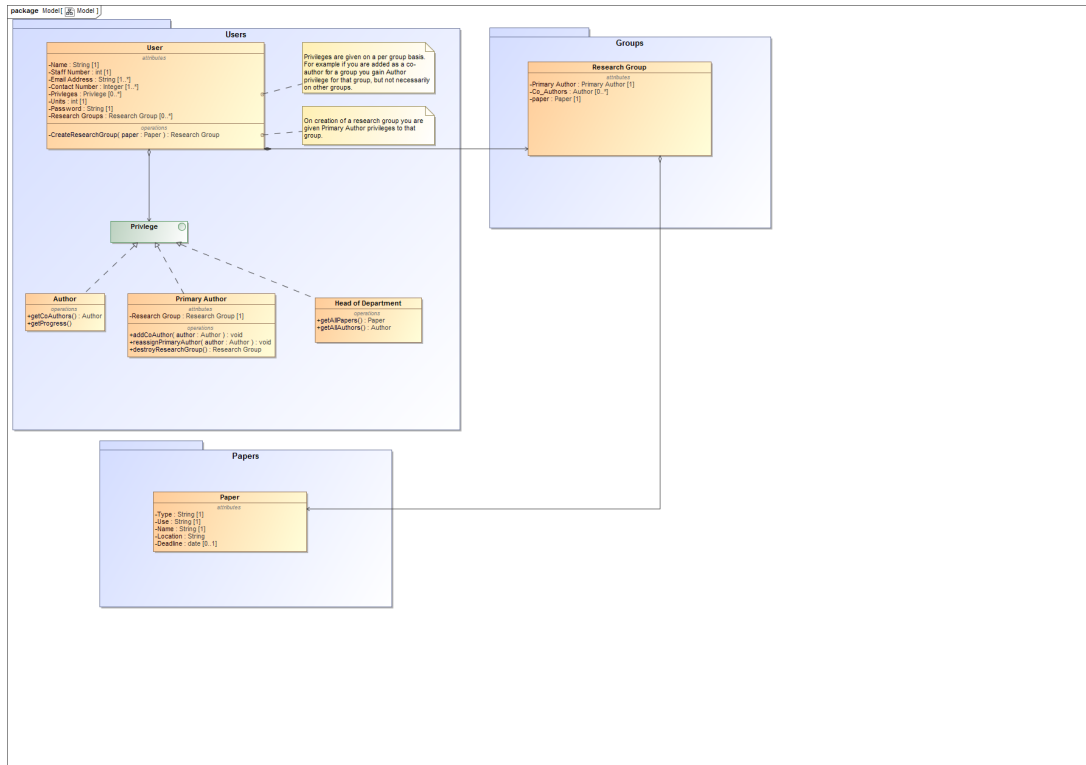 package Model[ Model ]
Users
User
attributes
-Name : String [1]
-Staff Number : int [1]
-Email Address : String [1..*]
-Contact Number : Integer [1..*]
-Privileges : Privilege [0..*]
-Units : int [1]
-Password : String [1]
-Research Groups : Research Group [0..*]
operations
-CreateResearchGroup( paper : Paper ) : Research Group
Privileges are given on a per group basis.
For example if you are added as a co-
author for a group you gain Author
privilege for that group, but not necessarily
on other groups.
On creation of a research group you are
given Primary Author privileges to that
group.
Groups
Research Group
attributes
-Primary Author : Primary Author [1]
-Co_Authors : Author [0..*]
-paper : Paper [1]
Privlege
Author
operations
+getCoAuthors() : Author
+getProgress()
Primary Author
attributes
-Research Group : Research Group [1]
operations
+addCoAuthor( author : Author ) : void
+reassignPrimaryAuthor( author : Author ) : void
+destroyResearchGroup() : Research Group
Head of Department
operations
+getAllPapers() : Paper
+getAllAuthors() : Author
Papers
Paper
attributes
-Type : String [1]
-Use : String [1]
-Name : String [1]
-Location : String
-Deadline : date [0..1]